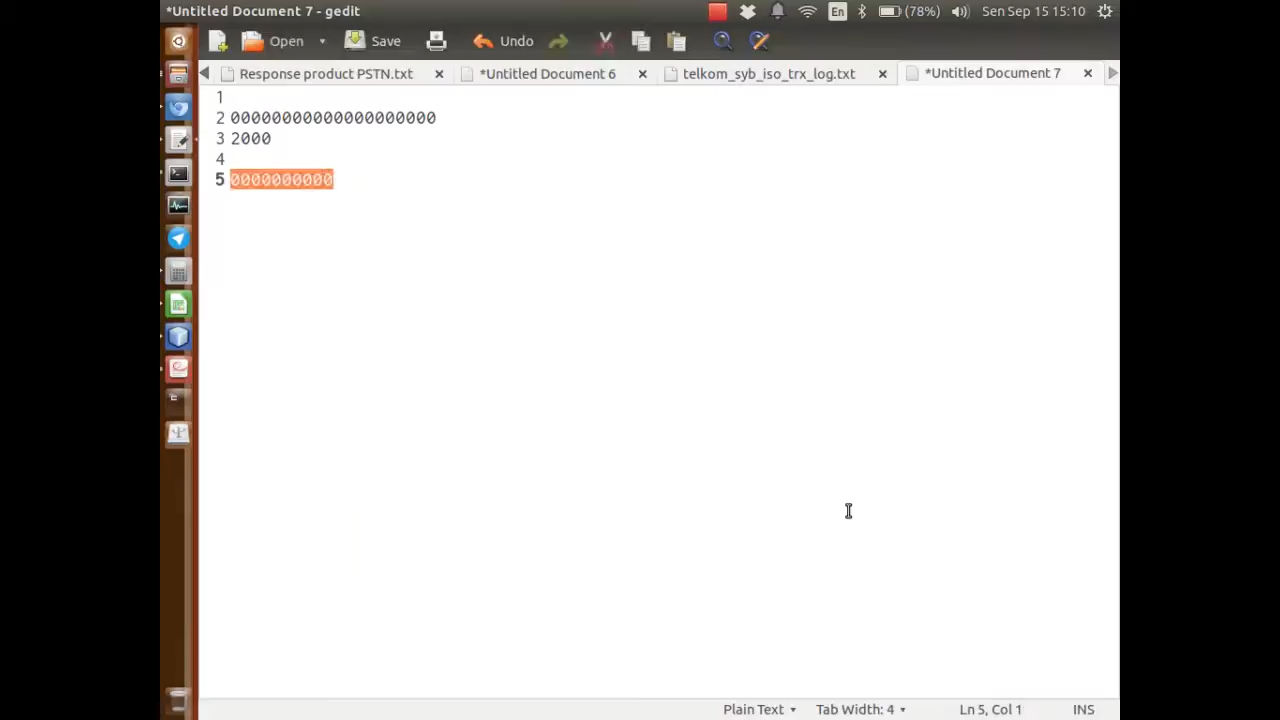 *Untitled Document 7 - gedit
En
(78%)
Sen Sep 15 15:10
Open
Save
Undo
Response product PSTN.txt
*Untitled Document 6
telkom_syb_iso_trx_log.txt
*Untitled Document 7
1
2 00000000000000000000
3 2000
4
5 0000000000
Plain Text
Tab Width: 4
Ln 5, Col 1
INS